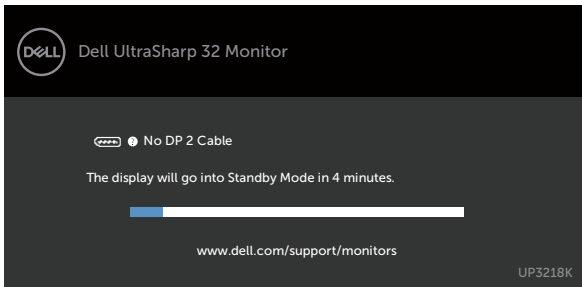 DELL Dell UltraSharp 32 Monitor
? No DP 2 Cable
The display will go into Standby Mode in 4 minutes.
www.dell.com/support/monitors
UP3218K